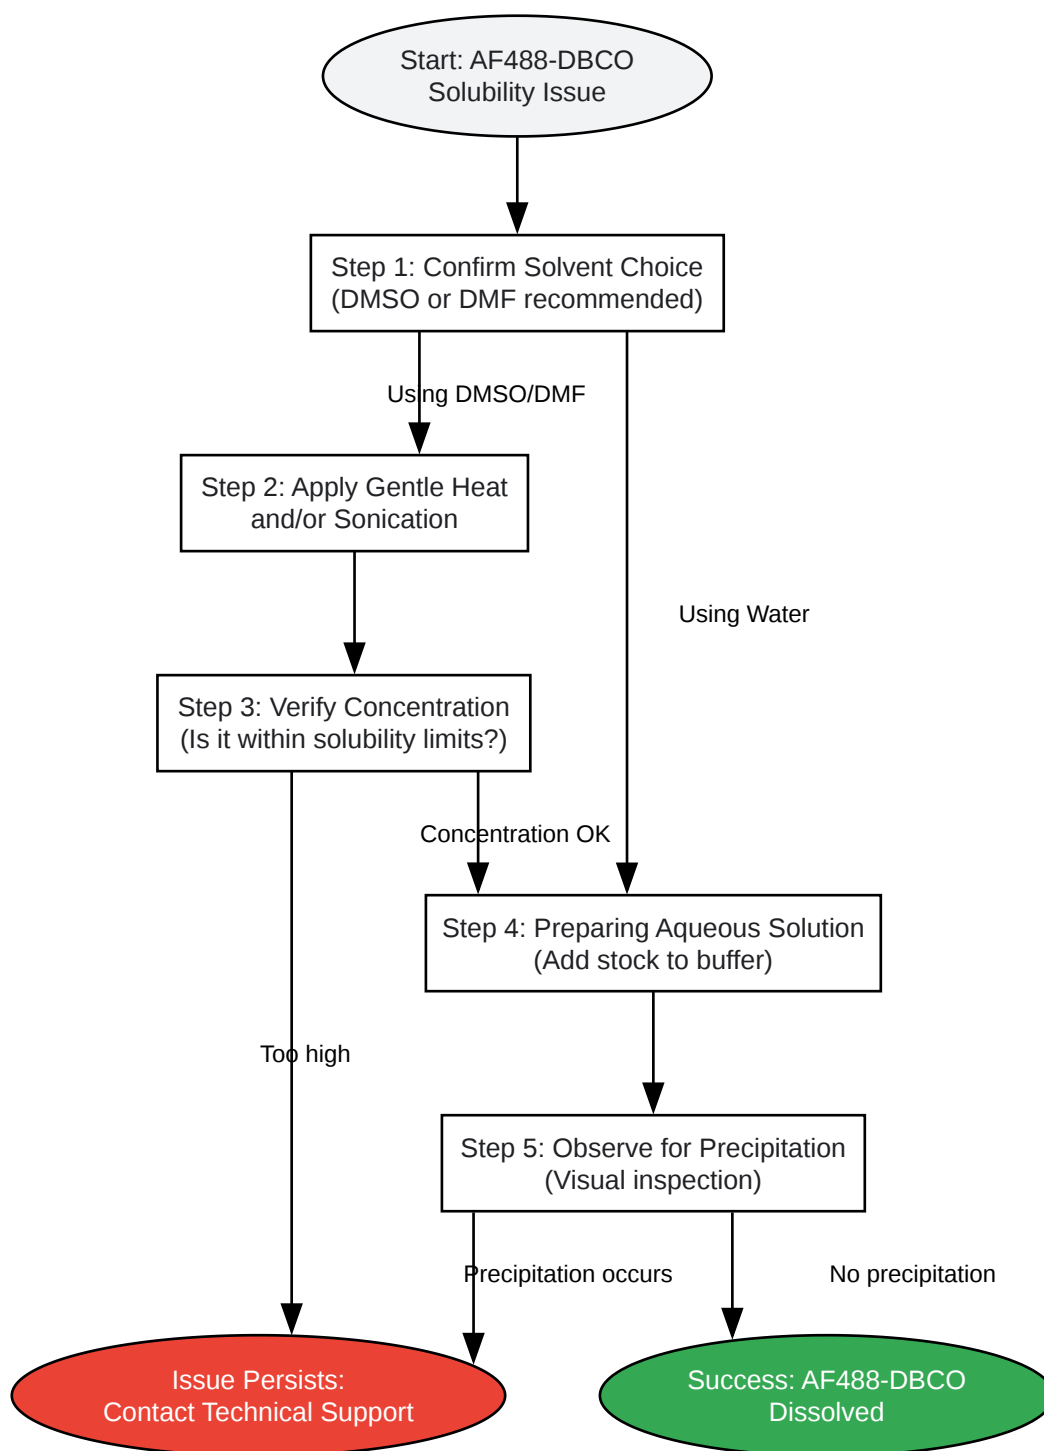 Start: AF488-DBCO
Solubility Issue
Step 1: Confirm Solvent Choice
(DMSO or DMF recommended)
Using DMSO/DMF
Step 2: Apply Gentle Heat
and/or Sonication
Using Water
Step 3: Verify Concentration
(Is it within solubility limits?)
Concentration OK
Step 4: Preparing Aqueous Solution
(Add stock to buffer)
Too high
Step 5: Observe for Precipitation
(Visual inspection)
Precipitation occurs
No precipitation
Issue Persists:
Contact Technical Support
Success: AF488-DBCO
Dissolved